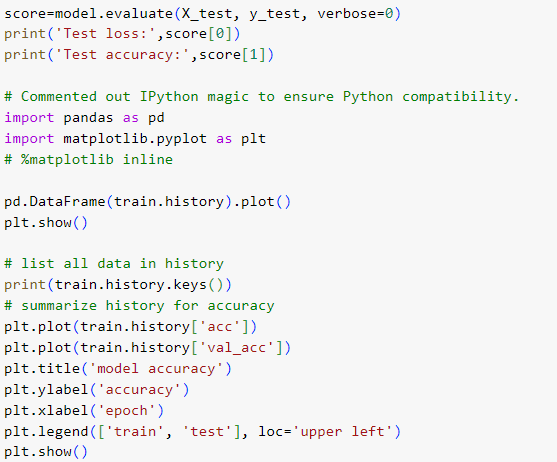 score=model.evaluate(X_test, y_test, verbose=0)
print('Test loss:',score[0])
print('Test accuracy:',score[1])
# Commented out IPython magic to ensure Python compatibility.
import pandas as pd
import matplotlib.pyplot as plt
# %matplotlib inline
pd.DataFrame(train.history).plot()
plt.show()
# list all data in history
print(train.history.keys())
# summarize history for accuracy
plt.plot(train.history['acc'])
plt.plot(train.history['val_acc'])
plt.title('model accuracy')
plt.ylabel('accuracy')
plt.xlabel('epoch')
plt.legend(['train', 'test'], loc='upper left')
plt.show()